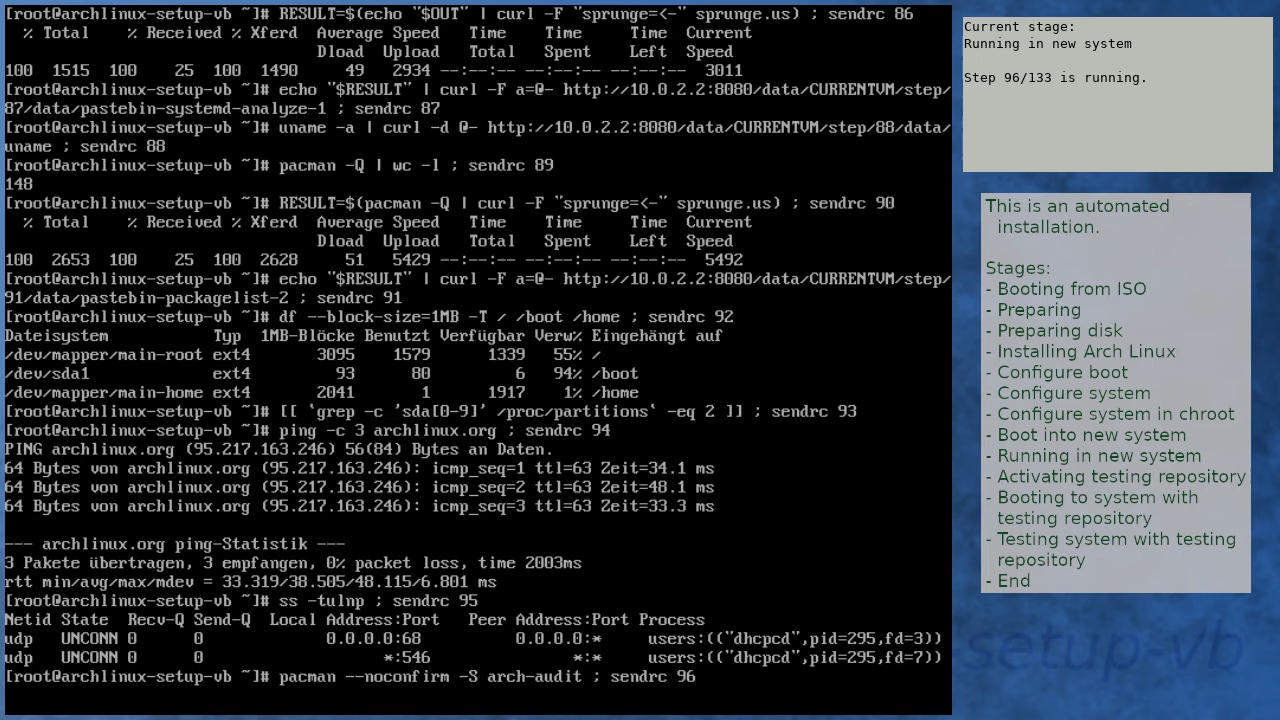 [root@archlinux-setup-vb ~]# RESULT=$(echo "$OUT" | curl -F "sprunge=<-" sprunge.us) ; sendrc 86
  % Total    % Received % Xferd  Average Speed   Time    Time     Time  Current
                                 Dload  Upload   Total   Spent    Left  Speed
100  1515  100    25  100  1490     49   2934 --:--:-- --:--:-- --:--:--  3011
[root@archlinux-setup-vb ~]# echo "$RESULT" | curl -F a=@- http://10.0.2.2:8080/data/CURRENTVM/step/
87/data/pastebin-systemd-analyze-1 ; sendrc 87
[root@archlinux-setup-vb ~]# uname -a | curl -d @- http://10.0.2.2:8080/data/CURRENTVM/step/88/data/
uname ; sendrc 88
[root@archlinux-setup-vb ~]# pacman -Q | wc -l ; sendrc 89
148
[root@archlinux-setup-vb ~]# RESULT=$(pacman -Q | curl -F "sprunge=<-" sprunge.us) ; sendrc 90
  % Total    % Received % Xferd  Average Speed   Time    Time     Time  Current
                                 Dload  Upload   Total   Spent    Left  Speed
100  2653  100    25  100  2628     51   5429 --:--:-- --:--:-- --:--:--  5492
[root@archlinux-setup-vb ~]# echo "$RESULT" | curl -F a=@- http://10.0.2.2:8080/data/CURRENTVM/step/
91/data/pastebin-packagelist-2 ; sendrc 91
[root@archlinux-setup-vb ~]# df --block-size=1MB -T / /boot /home ; sendrc 92
Dateisystem           Typ  1MB-Blöcke Benutzt Verfügbar Verw% Eingehängt auf
/dev/mapper/main-root ext4       3095    1579      1339   55% /
/dev/sda1             ext4         93      80         6   94% /boot
/dev/mapper/main-home ext4       2041       1      1917    1% /home
[root@archlinux-setup-vb ~]# [[ `grep -c 'sda[0-9]' /proc/partitions` -eq 2 ]] ; sendrc 93
[root@archlinux-setup-vb ~]# ping -c 3 archlinux.org ; sendrc 94
PING archlinux.org (95.217.163.246) 56(84) Bytes an Daten.
64 Bytes von archlinux.org (95.217.163.246): icmp_seq=1 ttl=63 Zeit=34.1 ms
64 Bytes von archlinux.org (95.217.163.246): icmp_seq=2 ttl=63 Zeit=48.1 ms
64 Bytes von archlinux.org (95.217.163.246): icmp_seq=3 ttl=63 Zeit=33.3 ms
--- archlinux.org ping-Statistik ---
3 Pakete übertragen, 3 empfangen, 0% packet loss, time 2003ms
rtt min/avg/max/mdev = 33.319/38.505/48.115/6.801 ms
[root@archlinux-setup-vb ~]# ss -tulnp ; sendrc 95
Netid State  Recv-Q Send-Q  Local Address:Port   Peer Address:Port Process
udp   UNCONN 0      0             0.0.0.0:68          0.0.0.0:*     users:(("dhcpcd",pid=295,fd=3))
udp   UNCONN 0      0                   *:546               *:*     users:(("dhcpcd",pid=295,fd=7))
[root@archlinux-setup-vb ~]# pacman --noconfirm -S arch-audit ; sendrc 96
Current stage:
Running in new system
Step 96/133 is running.
This is an automated
installation.
Stages:
- Booting from ISO
- Preparing
- Preparing disk
- Installing Arch Linux
- Configure boot
- Configure system
- Configure system in chroot
- Boot into new system
- Running in new system
- Activating testing repository
- Booting to system with
testing repository
- Testing system with testing
repository
- End
setup-vb